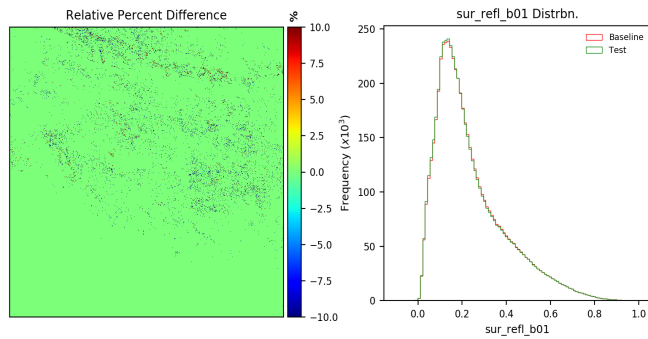 Relative Percent Difference
%
10.0
7.5
5.0
2.5
0.0
−2.5
−5.0
−7.5
−10.0
sur_refl_b01 Distrbn.
Baseline
Test
Frequency (x10³)
250
200
150
100
50
0
0.0 0.2 0.4 0.6 0.8 1.0
sur_refl_b01